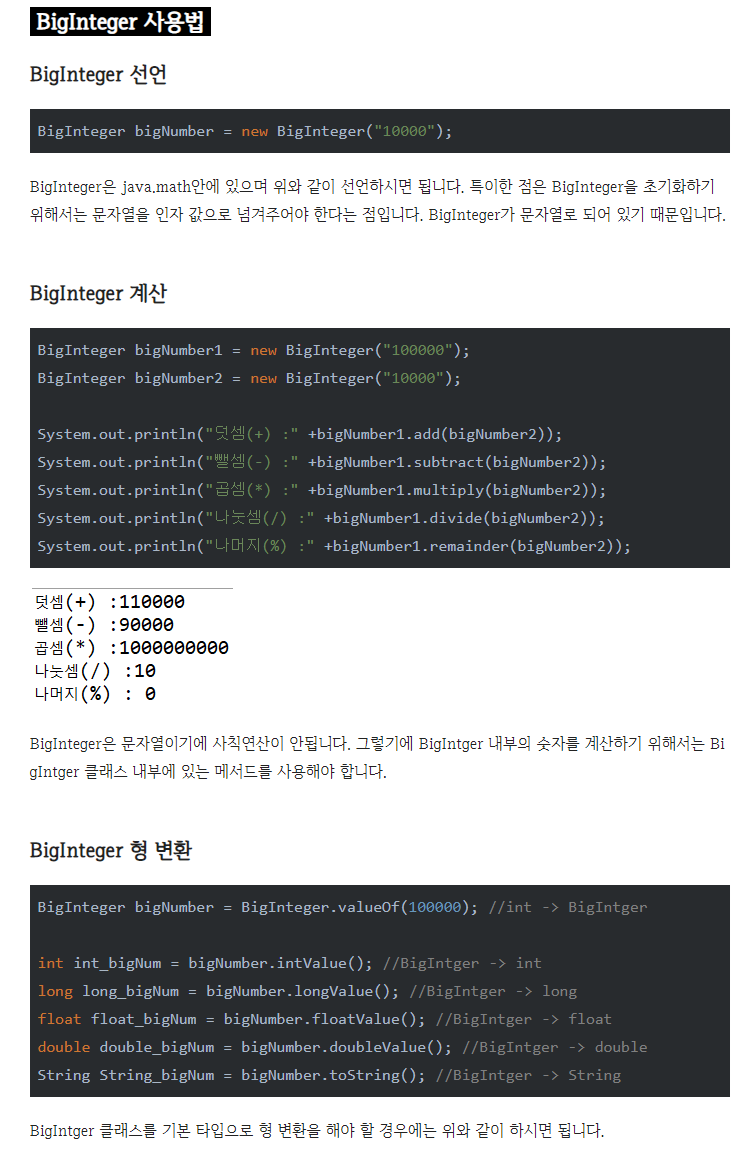 BigInteger 사용법
BigInteger 선언
BigInteger bigNumber = new BigInteger("10000");
BigInteger은 java.math안에 있으며 위와 같이 선언하시면 됩니다. 특이한 점은 BigInteger을 초기화하기
위해서는 문자열을 인자 값으로 넘겨주어야 한다는 점입니다. BigInteger가 문자열로 되어 있기 때문입니다.
BigInteger 계산
BigInteger bigNumber1 = new BigInteger("100000");
BigInteger bigNumber2 = new BigInteger("10000");
System.out.println("덧셈(+) :" +bigNumber1.add(bigNumber2));
System.out.println("뺄셈(-) :" +bigNumber1.subtract(bigNumber2));
System.out.println("곱셈(*) :" +bigNumber1.multiply(bigNumber2));
System.out.println("나눗셈(/) :" +bigNumber1.divide(bigNumber2));
System.out.println("나머지(%) :" +bigNumber1.remainder(bigNumber2));
덧셈(+) :110000
뺄셈(-) :90000
곱셈(*) :1000000000
나눗셈(/) :10
나머지(%) : 0
BigInteger은 문자열이기에 사칙연산이 안됩니다. 그렇기에 BigIntger 내부의 숫자를 계산하기 위해서는 Bi
gIntger 클래스 내부에 있는 메서드를 사용해야 합니다.
BigInteger 형 변환
BigInteger bigNumber = BigInteger.valueOf(100000); //int -> BigIntger
int int_bigNum = bigNumber.intValue(); //BigIntger -> int
long long_bigNum = bigNumber.longValue(); //BigIntger -> long
float float_bigNum = bigNumber.floatValue(); //BigIntger -> float
double double_bigNum = bigNumber.doubleValue(); //BigIntger -> double
String String_bigNum = bigNumber.toString(); //BigIntger -> String
BigIntger 클래스를 기본 타입으로 형 변환을 해야 할 경우에는 위와 같이 하시면 됩니다.